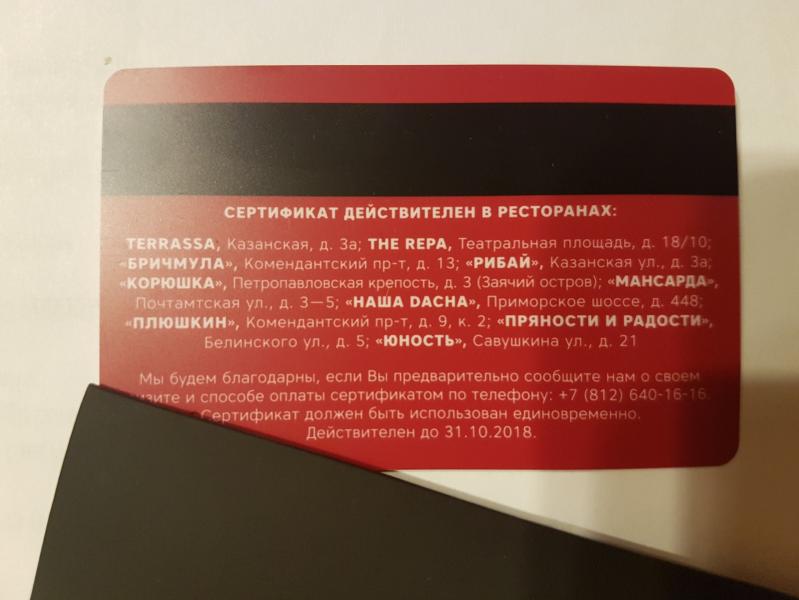 СЕРТИФИКАТ ДЕЙСТВИТЕЛЕН В РЕСТОРАНАХ:
TERRASSA, Казанская, д. 3а; THE REPA, Театральная площадь, д. 18/10;
«БРИЧМУЛА», Комендантский пр-т, д. 13; «РИБАЙ», Казанская ул., д. 3а;
«КОРЮШКА», Петропавловская крепость, д. 3 (Заячий остров); «МАНСАРДА»,
Почтамтская ул., д. 3—5; «НАША DАСНА», Приморское шоссе, д. 448;
«ПЛЮШКИН», Комендантский пр-т, д. 9, к. 2; «ПРЯНОСТИ И РАДОСТИ»,
Белинского ул., д. 5; «ЮНОСТЬ», Савушкина ул., д. 21
Мы будем благодарны, если Вы предварительно сообщите нам о своем
и способе оплаты сертификатом по телефону: +7 (812) 640-16-16.
Сертификат должен быть использован единовременно.
Действителен до 31.10.2018.